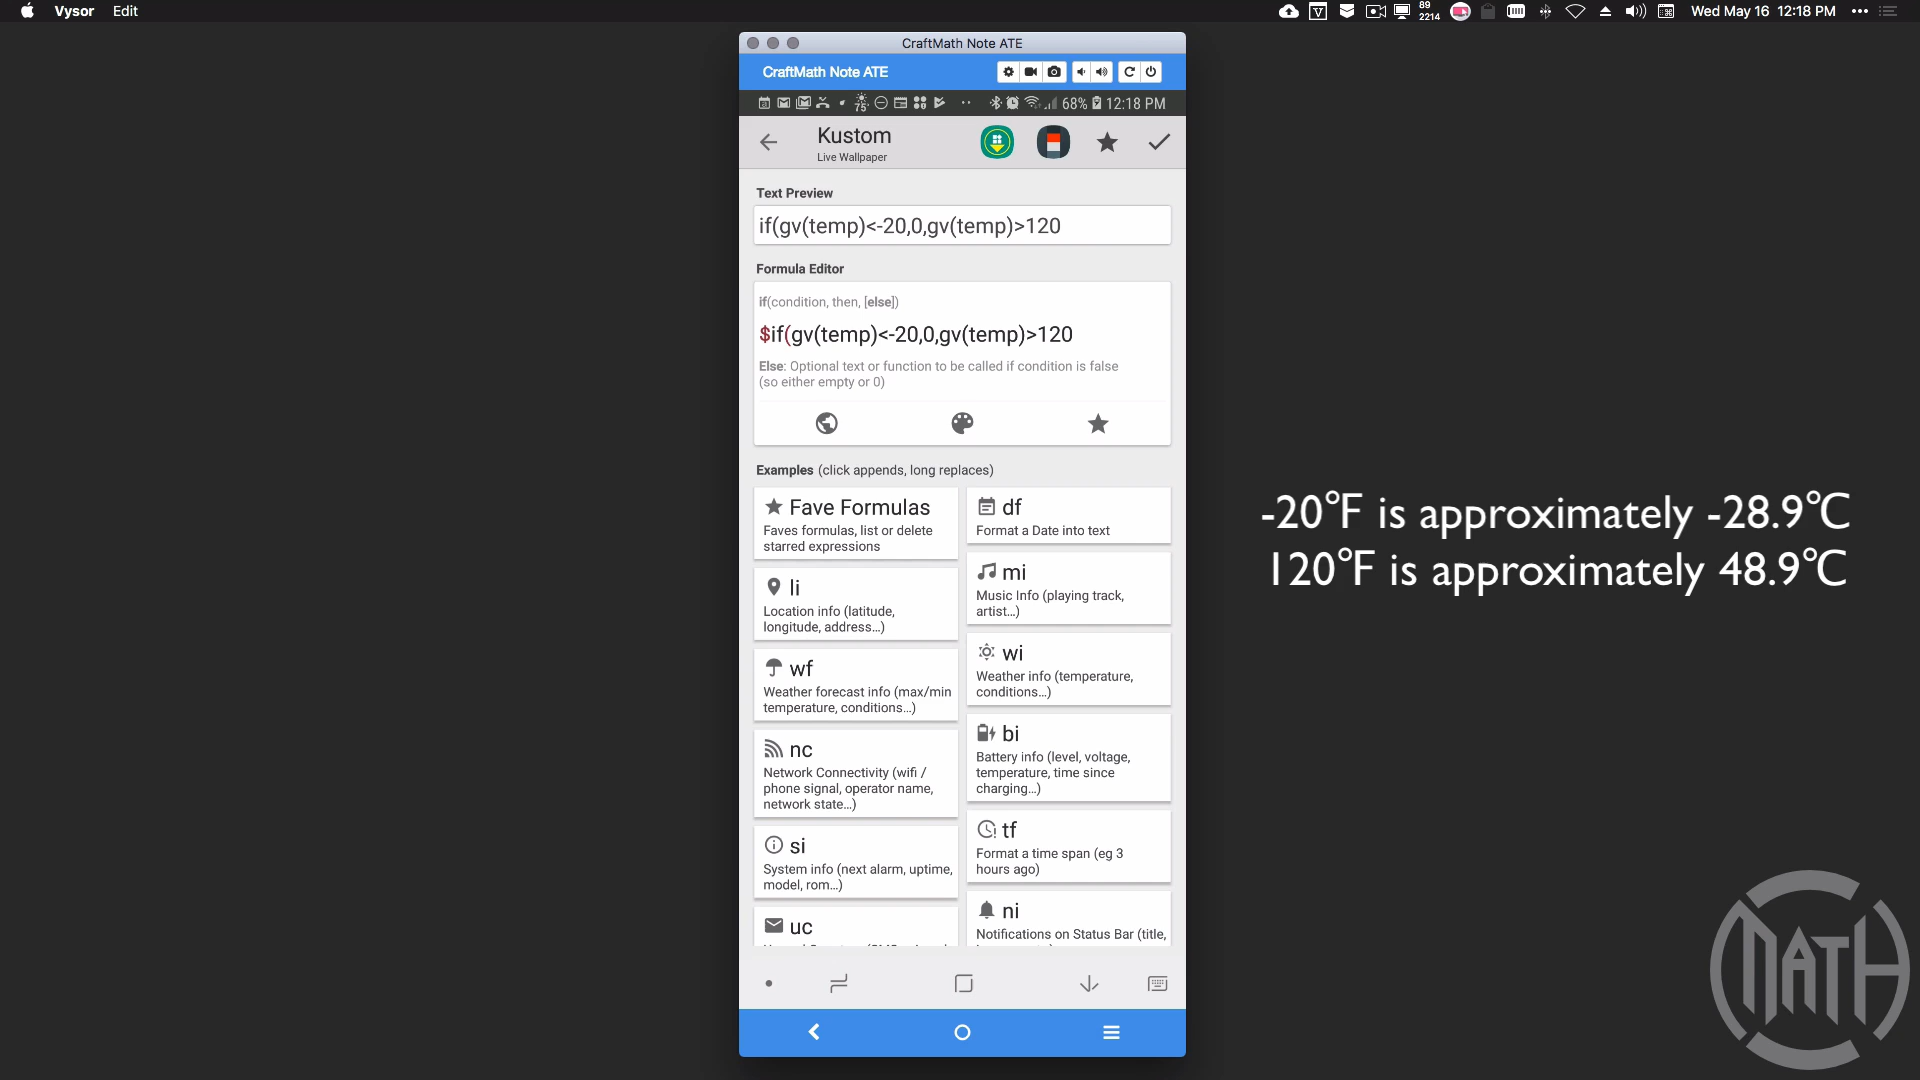 Vysor Edit
89
2214
Wed May 16 12:18 PM
CraftMath Note ATE
CraftMath Note ATE
75
68% 12:18 PM
Kustom
Live Wallpaper
Text Preview
if(gv(temp)<-20,0,gv(temp)>120
Formula Editor
if(condition, then, [else])
$if(gv(temp)<-20,0,gv(temp)>120
Else: Optional text or function to be called if condition is false
(so either empty or 0)
Examples (click appends, long replaces)
Fave Formulas
Faves formulas, list or delete
starred expressions
df
Format a Date into text
li
Location info (latitude,
longitude, address...)
mi
Music Info (playing track,
artist...)
wf
Weather forecast info (max/min
temperature, conditions...)
wi
Weather info (temperature,
conditions...)
nc
Network Connectivity (wifi /
phone signal, operator name,
network state...)
bi
Battery info (level, voltage,
temperature, time since
charging...)
si
System info (next alarm, uptime,
model, rom...)
tf
Format a time span (eg 3
hours ago)
uc
ni
Notifications on Status Bar (title,
-20°F is approximately -28.9°C
120°F is approximately 48.9°C
MATH